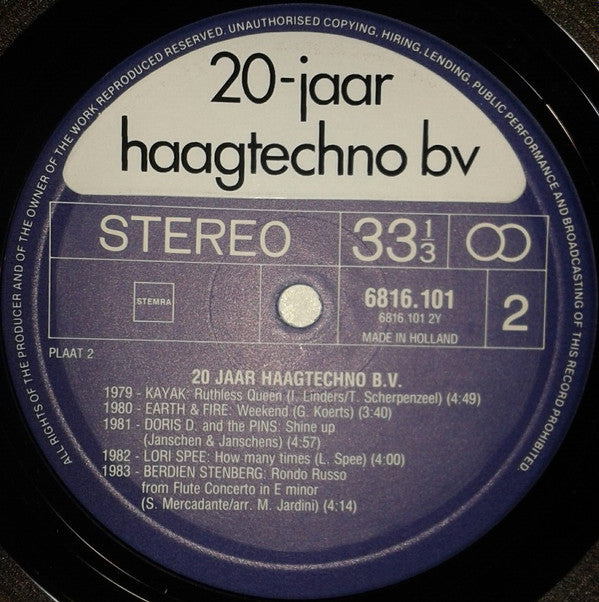 ALL RIGHTS OF THE PRODUCER AND OF THE OWNER OF THE WORK REPRODUCED RESERVED. UNAUTHORISED COPYING, HIRING, LENDING, PUBLIC PERFORMANCE AND BROADCASTING OF THIS RECORD PROHIBITED.
20-jaar
haagtechno bv
STEREO 33 1/3
STEMRA
6816.101
6816.101 2Y
MADE IN HOLLAND
2
PLAAT 2
20 JAAR HAAGTECHNO B.V.
1979 - KAYAK: Ruthless Queen (I. Linders/T. Scherpenzeel) (4:49)
1980 - EARTH & FIRE: Weekend (G. Koerts) (3:40)
1981 - DORIS D. and the PINS: Shine up
(Janschen & Janschens) (4:57)
1982 - LORI SPEE: How many times (L. Spee) (4:00)
1983 - BERDIEN STENBERG: Rondo Russo
from Flute Concerto in E minor
(S. Mercadante/arr. M. Jardini) (4:14)